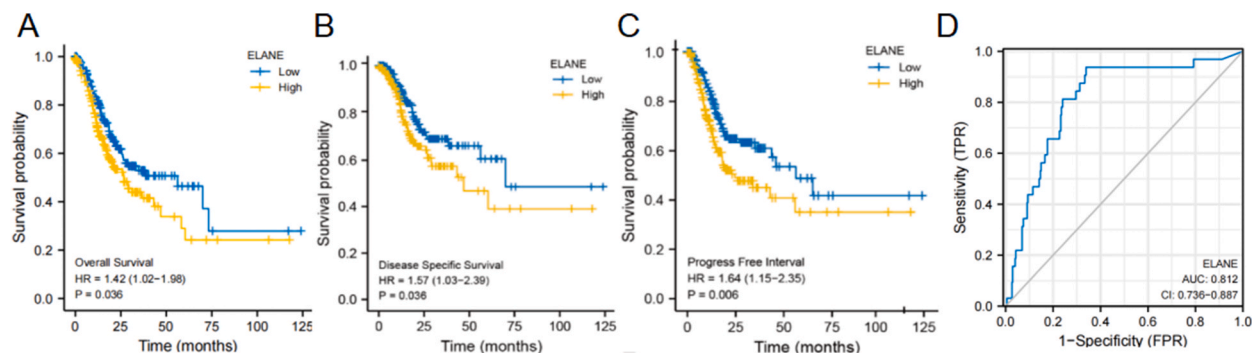 A
Survival probability
1.0
0.8
0.6
0.4
0.2
0.0
ELANE
Low
High
Overall Survival
HR = 1.42 (1.02−1.98)
P = 0.036
0 25 50 75 100 125
Time (months)
B
Survival probability
1.0
0.8
0.6
0.4
0.2
0.0
ELANE
Low
High
Disease Specific Survival
HR = 1.57 (1.03−2.39)
P = 0.036
0 25 50 75 100 125
Time (months)
C
Survival probability
1.0
0.8
0.6
0.4
0.2
0.0
ELANE
Low
High
Progress Free Interval
HR = 1.64 (1.15−2.35)
P = 0.006
0 25 50 75 100 125
Time (months)
D
Sensitivity (TPR)
1.0
0.8
0.6
0.4
0.2
0.0
ELANE
AUC: 0.812
CI: 0.736−0.887
0.0 0.2 0.4 0.6 0.8 1.0
1−Specificity (FPR)